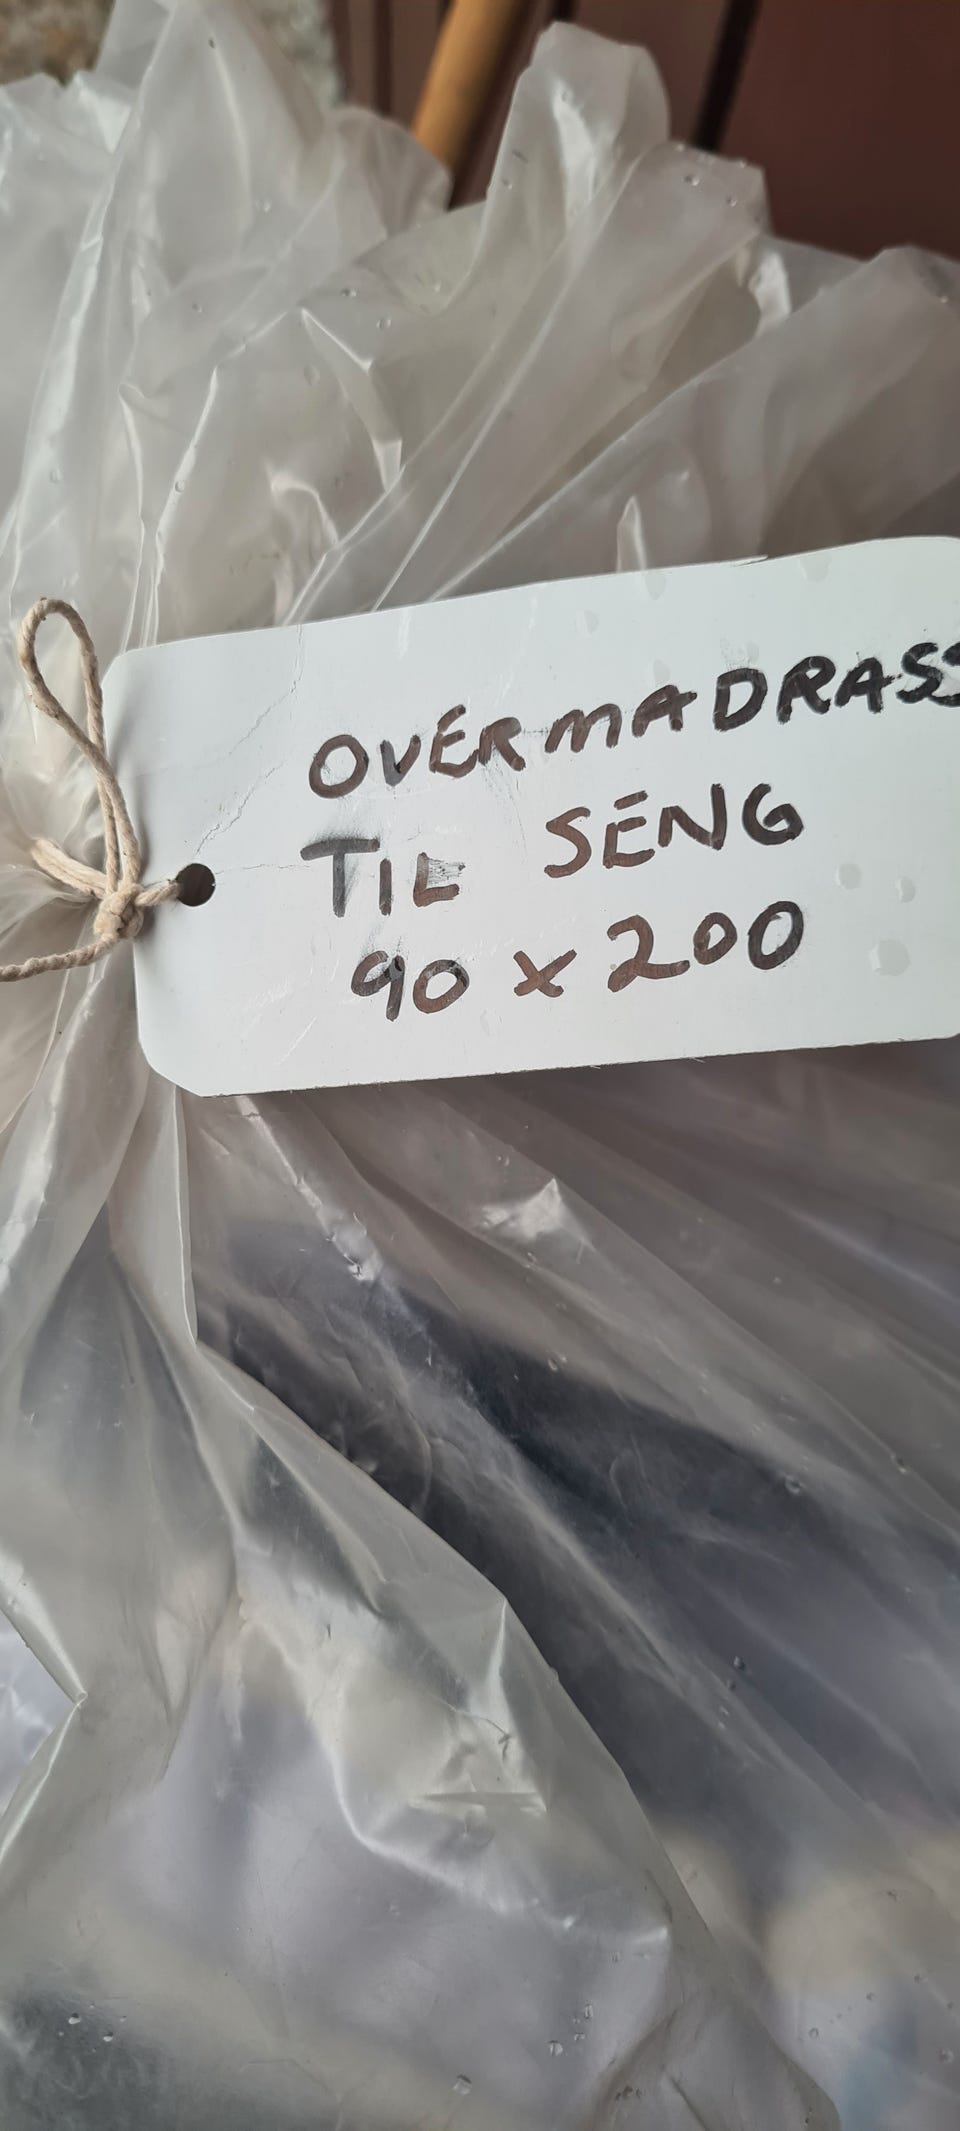 OVERMADRASS
TIL SENG
90 x 200